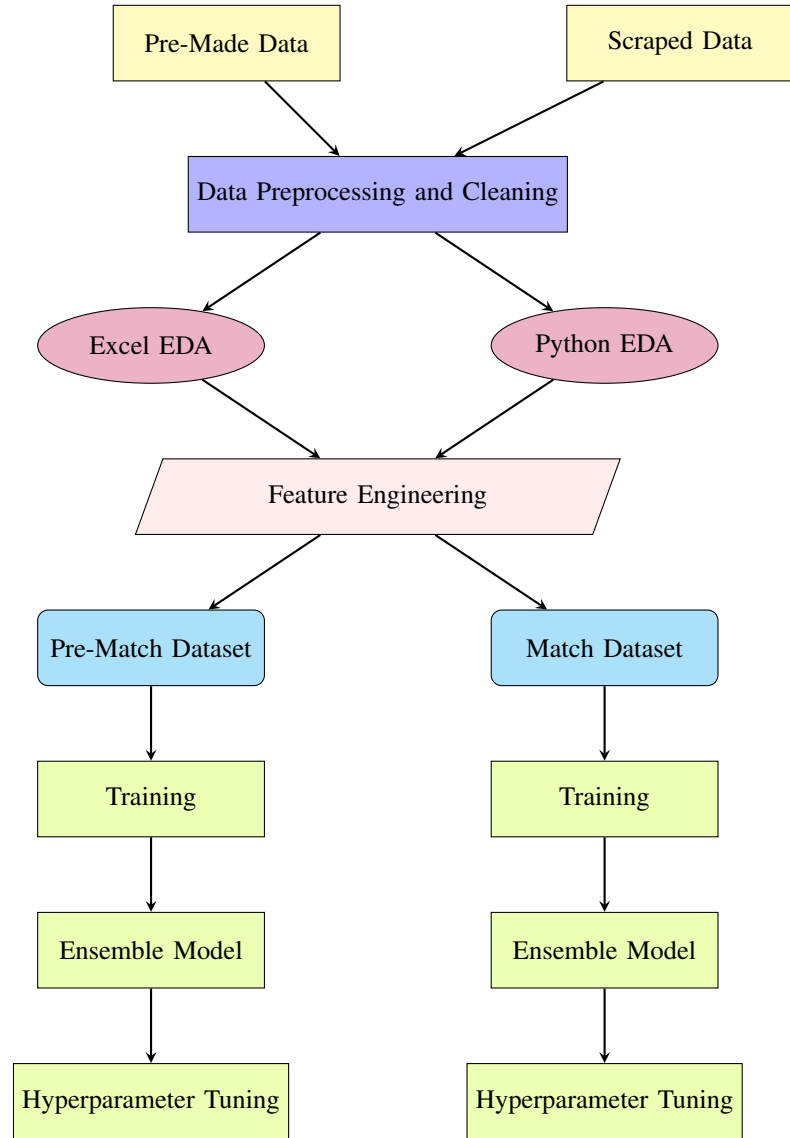 Pre-Made Data
Scraped Data
Data Preprocessing and Cleaning
Excel EDA
Python EDA
Feature Engineering
Pre-Match Dataset
Match Dataset
Training
Training
Ensemble Model
Ensemble Model
Hyperparameter Tuning
Hyperparameter Tuning